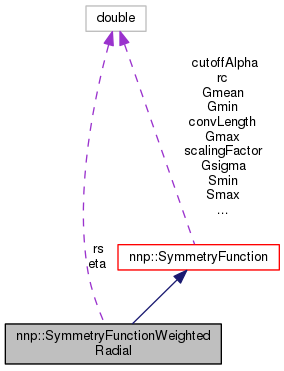 double
cutoffAlpha
rc
Gmean
Gmin
convLength
Gmax
scalingFactor
Gsigma
Smin
Smax
...
rs
eta
nnp::SymmetryFunction
nnp::SymmetryFunctionWeighted
Radial